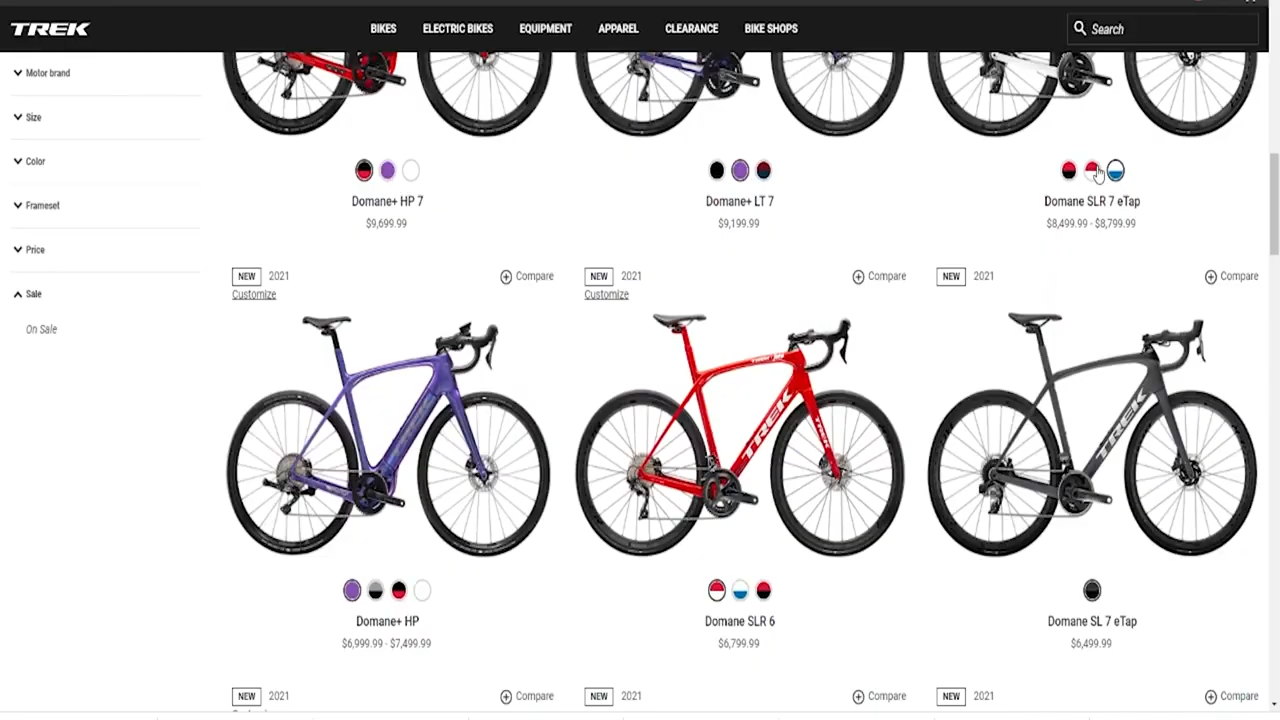 TREK
BIKES
ELECTRIC BIKES
EQUIPMENT
APPAREL
CLEARANCE
BIKE SHOPS
Search
Motor brand
Size
Color
Frameset
Price
Sale
On Sale
Domane+ HP 7
$9,699.99
Domane+ LT 7
$9,199.99
Domane SLR 7 eTap
$8,499.99 - $8,799.99
NEW 2021
Compare
Customize
NEW 2021
Compare
Customize
NEW 2021
Compare
TREK
TREK
TREK
Domane+ HP
$6,999.99 - $7,499.99
Domane SLR 6
$6,799.99
Domane SL 7 eTap
$6,499.99
NEW 2021
Compare
NEW 2021
Compare
NEW 2021
Compare